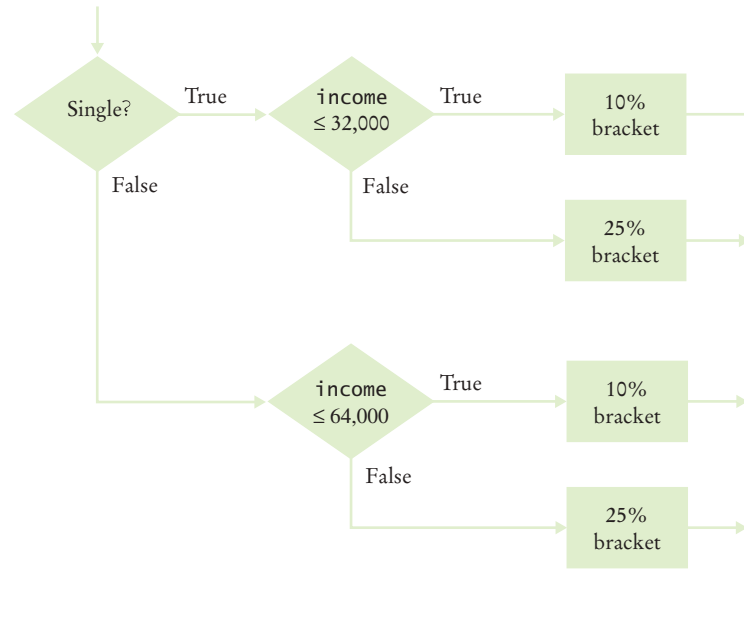 Single?
True
income
≤ 32,000
True
10%
bracket
False
False
25%
bracket
income
≤ 64,000
True
10%
bracket
False
25%
bracket